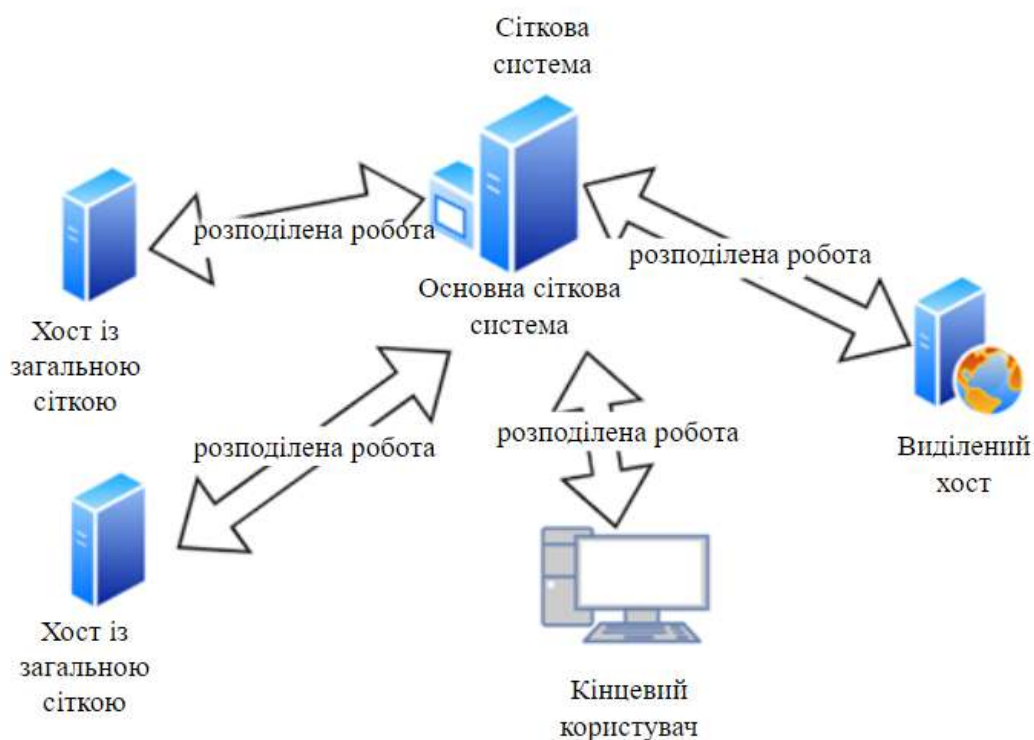 Сіткова
система
розподілена робота
розподілена робота
Основна сіткова
система
Хост із
загальною
сіткою
розподілена робота
розподілена робота
Виділений
хост
Хост із
загальною
сіткою
Кінцевий
користувач